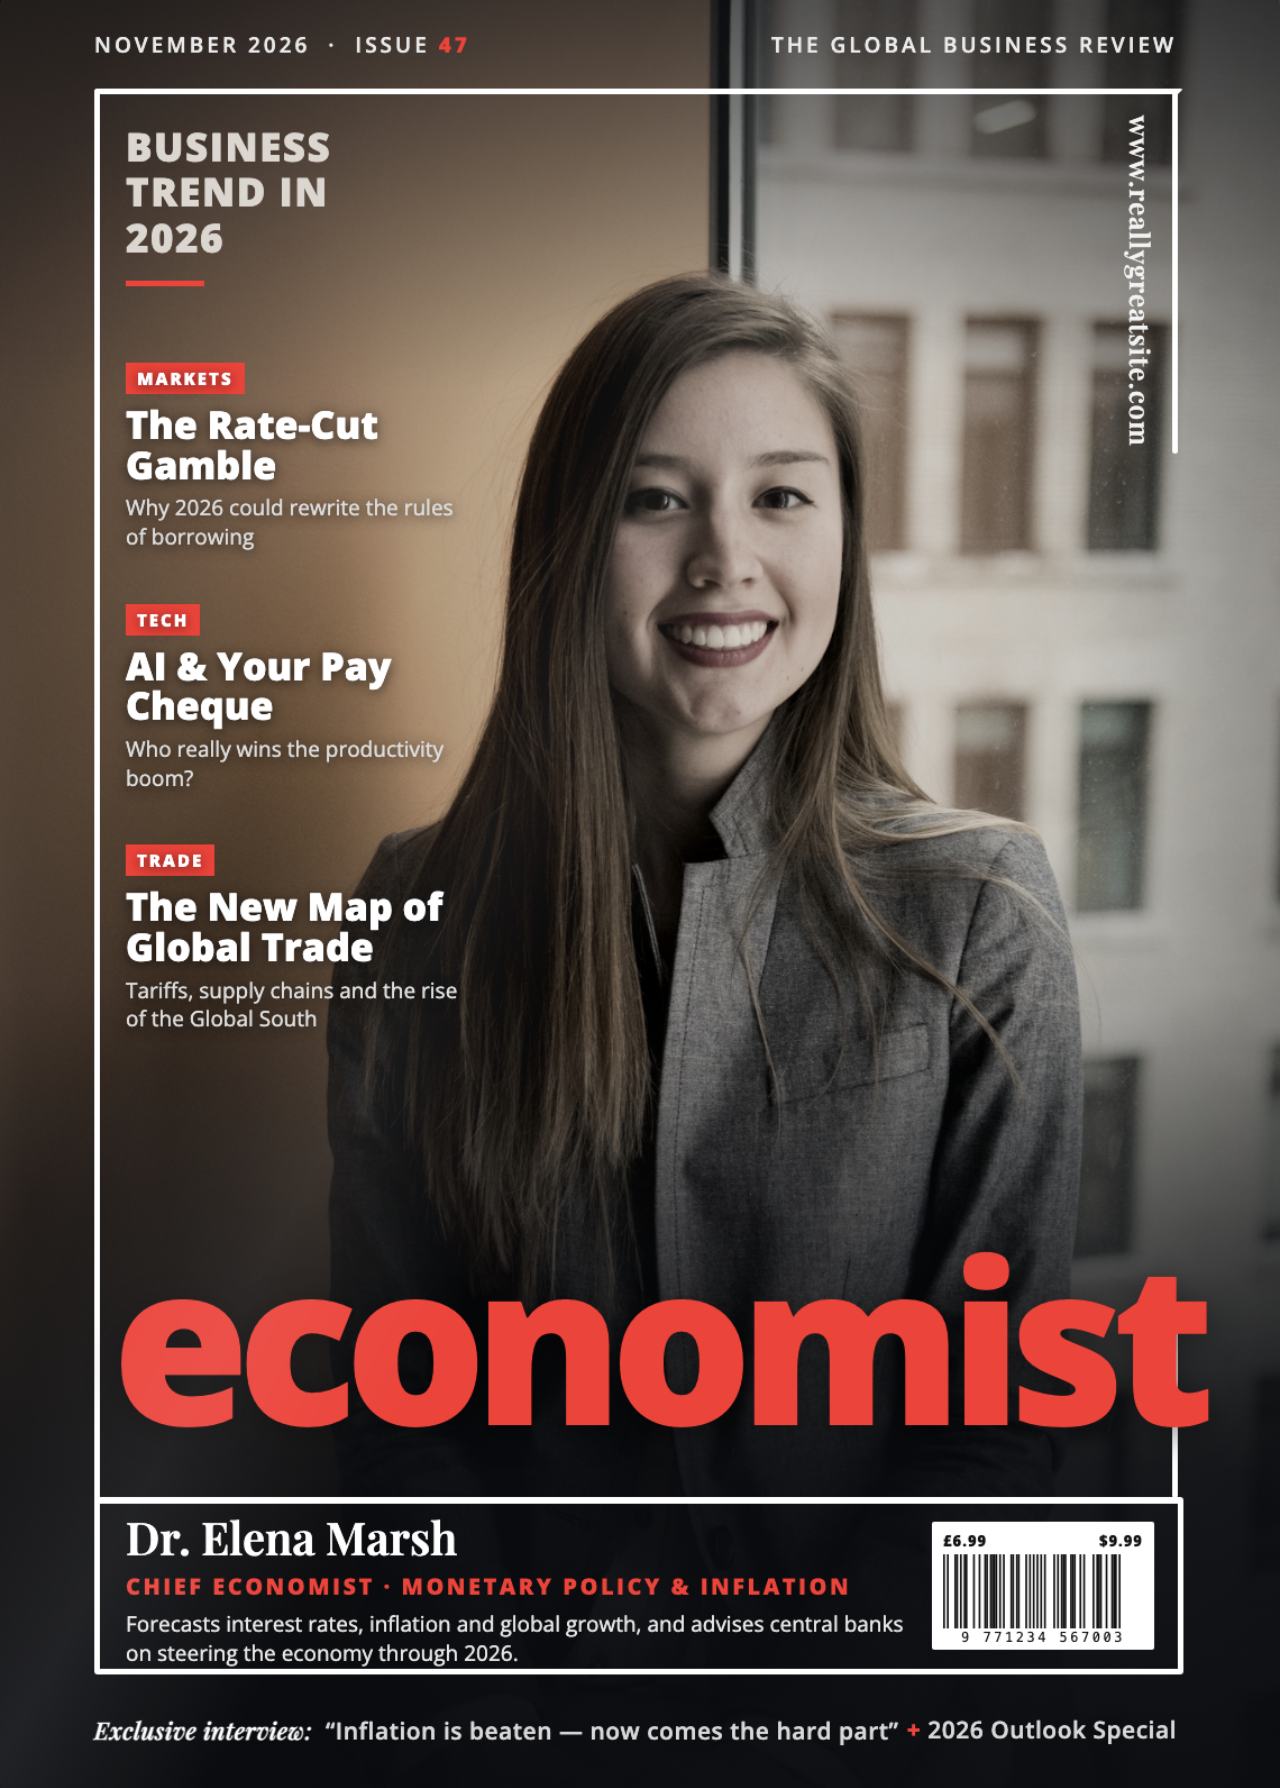 NOVEMBER 2026 · ISSUE 47
THE GLOBAL BUSINESS REVIEW
BUSINESS
TREND IN
2026
www.reallygreatsite.com
MARKETS
The Rate-Cut
Gamble
Why 2026 could rewrite the rules
of borrowing
TECH
AI & Your Pay
Cheque
Who really wins the productivity
boom?
TRADE
The New Map of
Global Trade
Tariffs, supply chains and the rise
of the Global South
economist
Dr. Elena Marsh
CHIEF ECONOMIST · MONETARY POLICY & INFLATION
Forecasts interest rates, inflation and global growth, and advises central banks
on steering the economy through 2026.
£6.99 $9.99
9 771234 567003
Exclusive interview: “Inflation is beaten — now comes the hard part” + 2026 Outlook Special